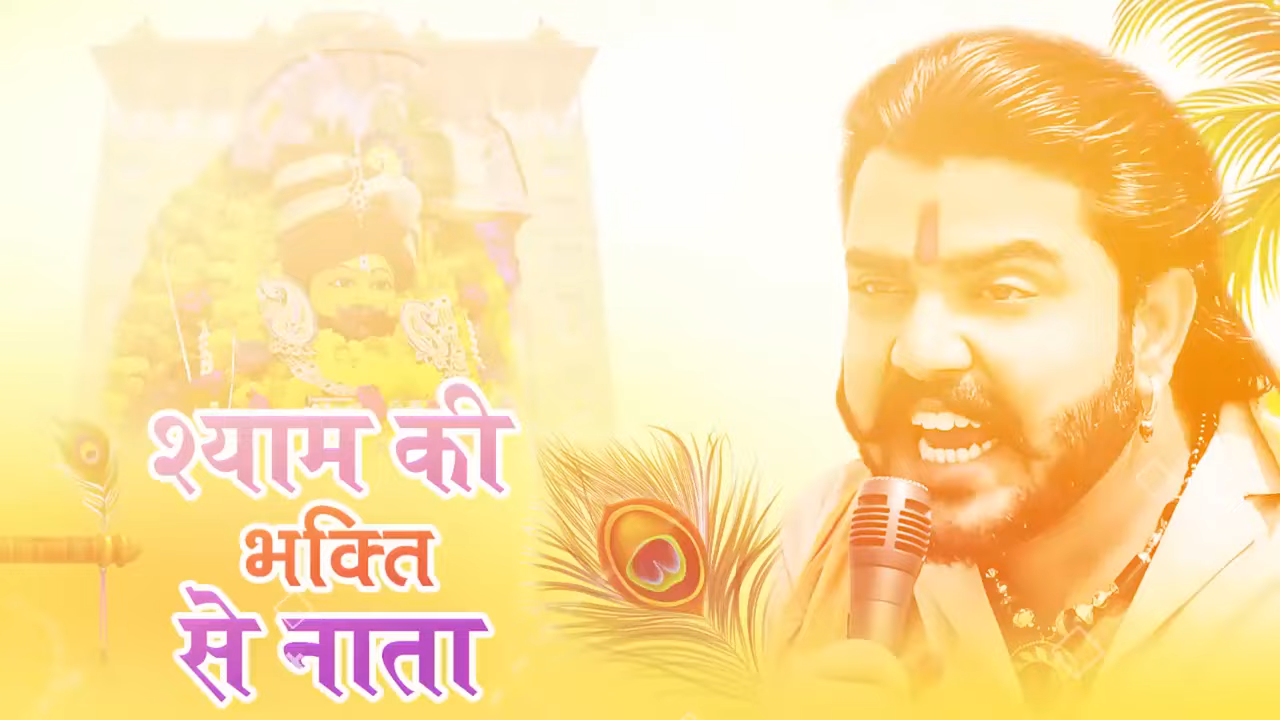 श्याम की
भक्ति
से नाता